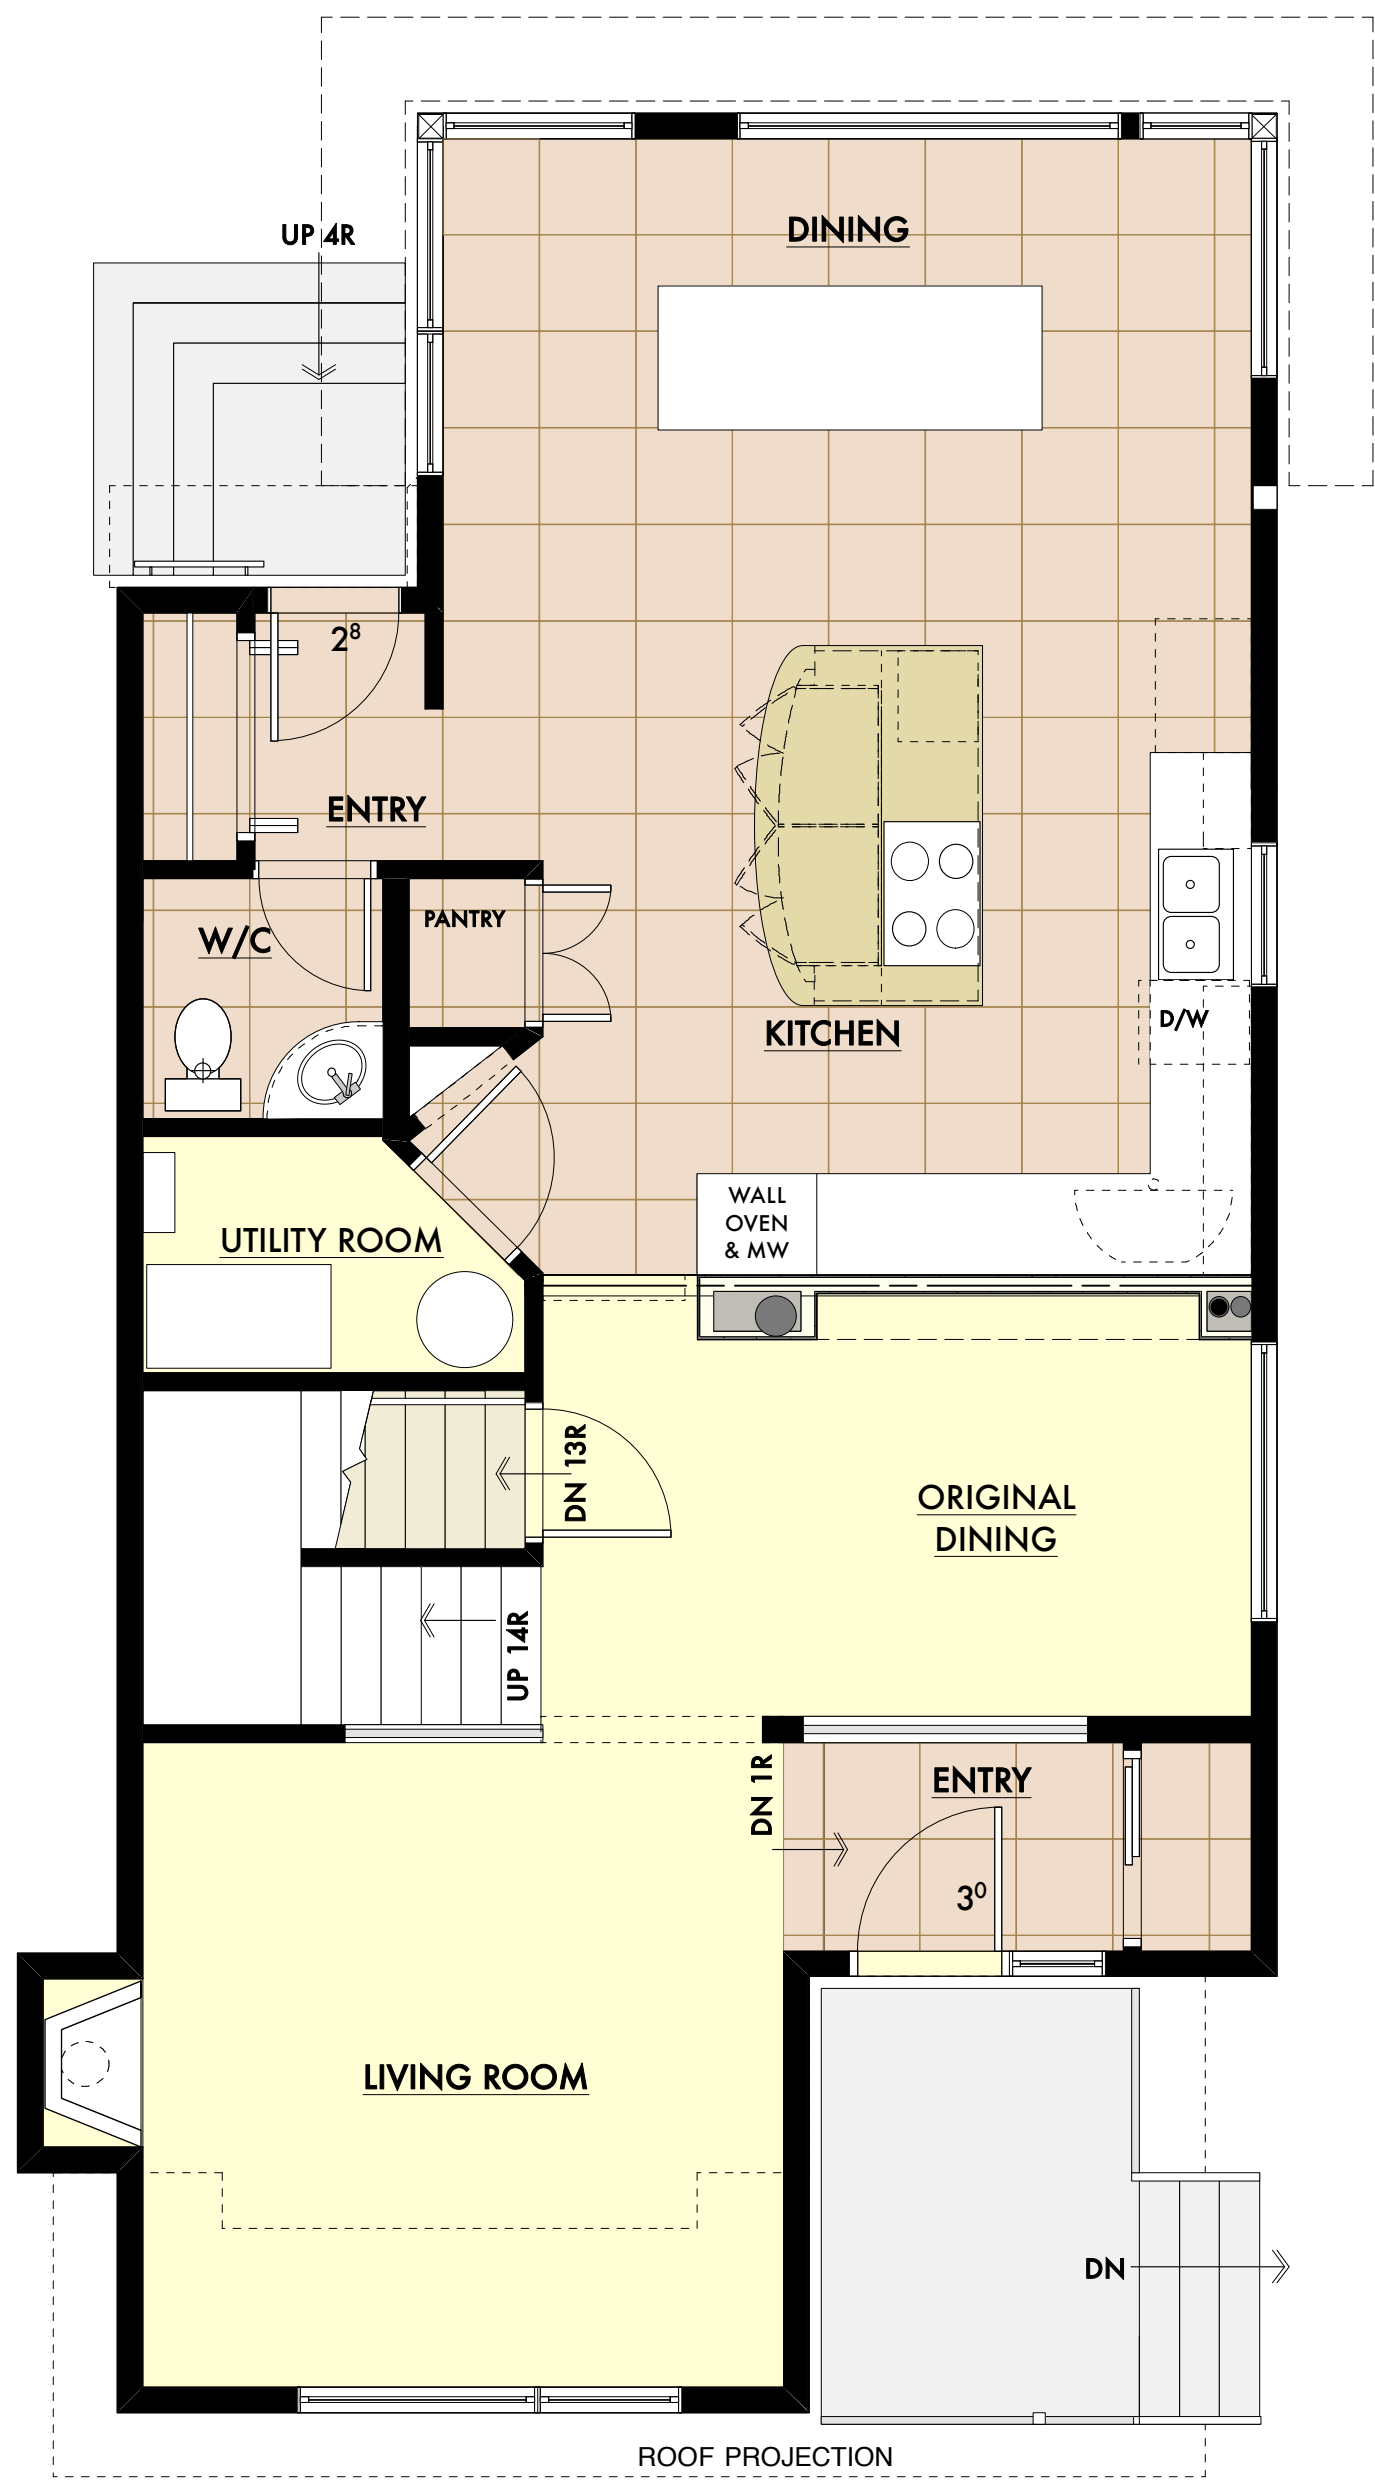 UP 4R
DINING
2⁸
ENTRY
PANTRY
W/C
D/W
KITCHEN
WALL
OVEN
& MW
UTILITY ROOM
DN 13R
ORIGINAL
DINING
UP 14R
DN 1R
ENTRY
3⁰
LIVING ROOM
DN
ROOF PROJECTION